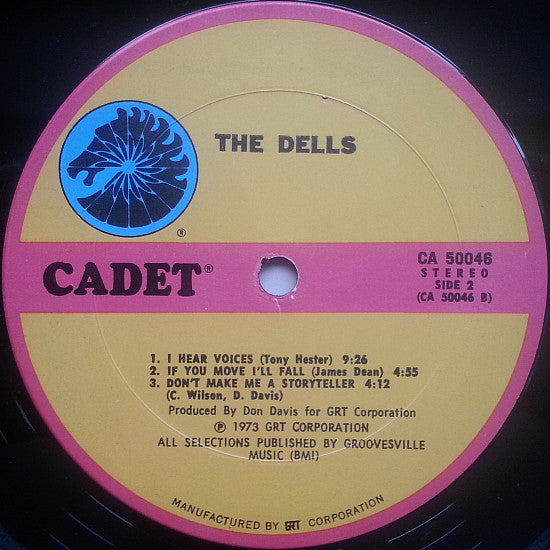 THE DELLS
®
CADET®
CA 50046
STEREO
SIDE 2
(CA 50046 B)
1. I HEAR VOICES (Tony Hester) 9:26
2. IF YOU MOVE I'LL FALL (James Dean) 4:55
3. DON'T MAKE ME A STORYTELLER 4:12
(C. Wilson, D. Davis)
Produced By Don Davis for GRT Corporation
℗ 1973 GRT CORPORATION
ALL SELECTIONS PUBLISHED BY GROOVESVILLE
MUSIC (BMI)
MANUFACTURED BY GRT CORPORATION